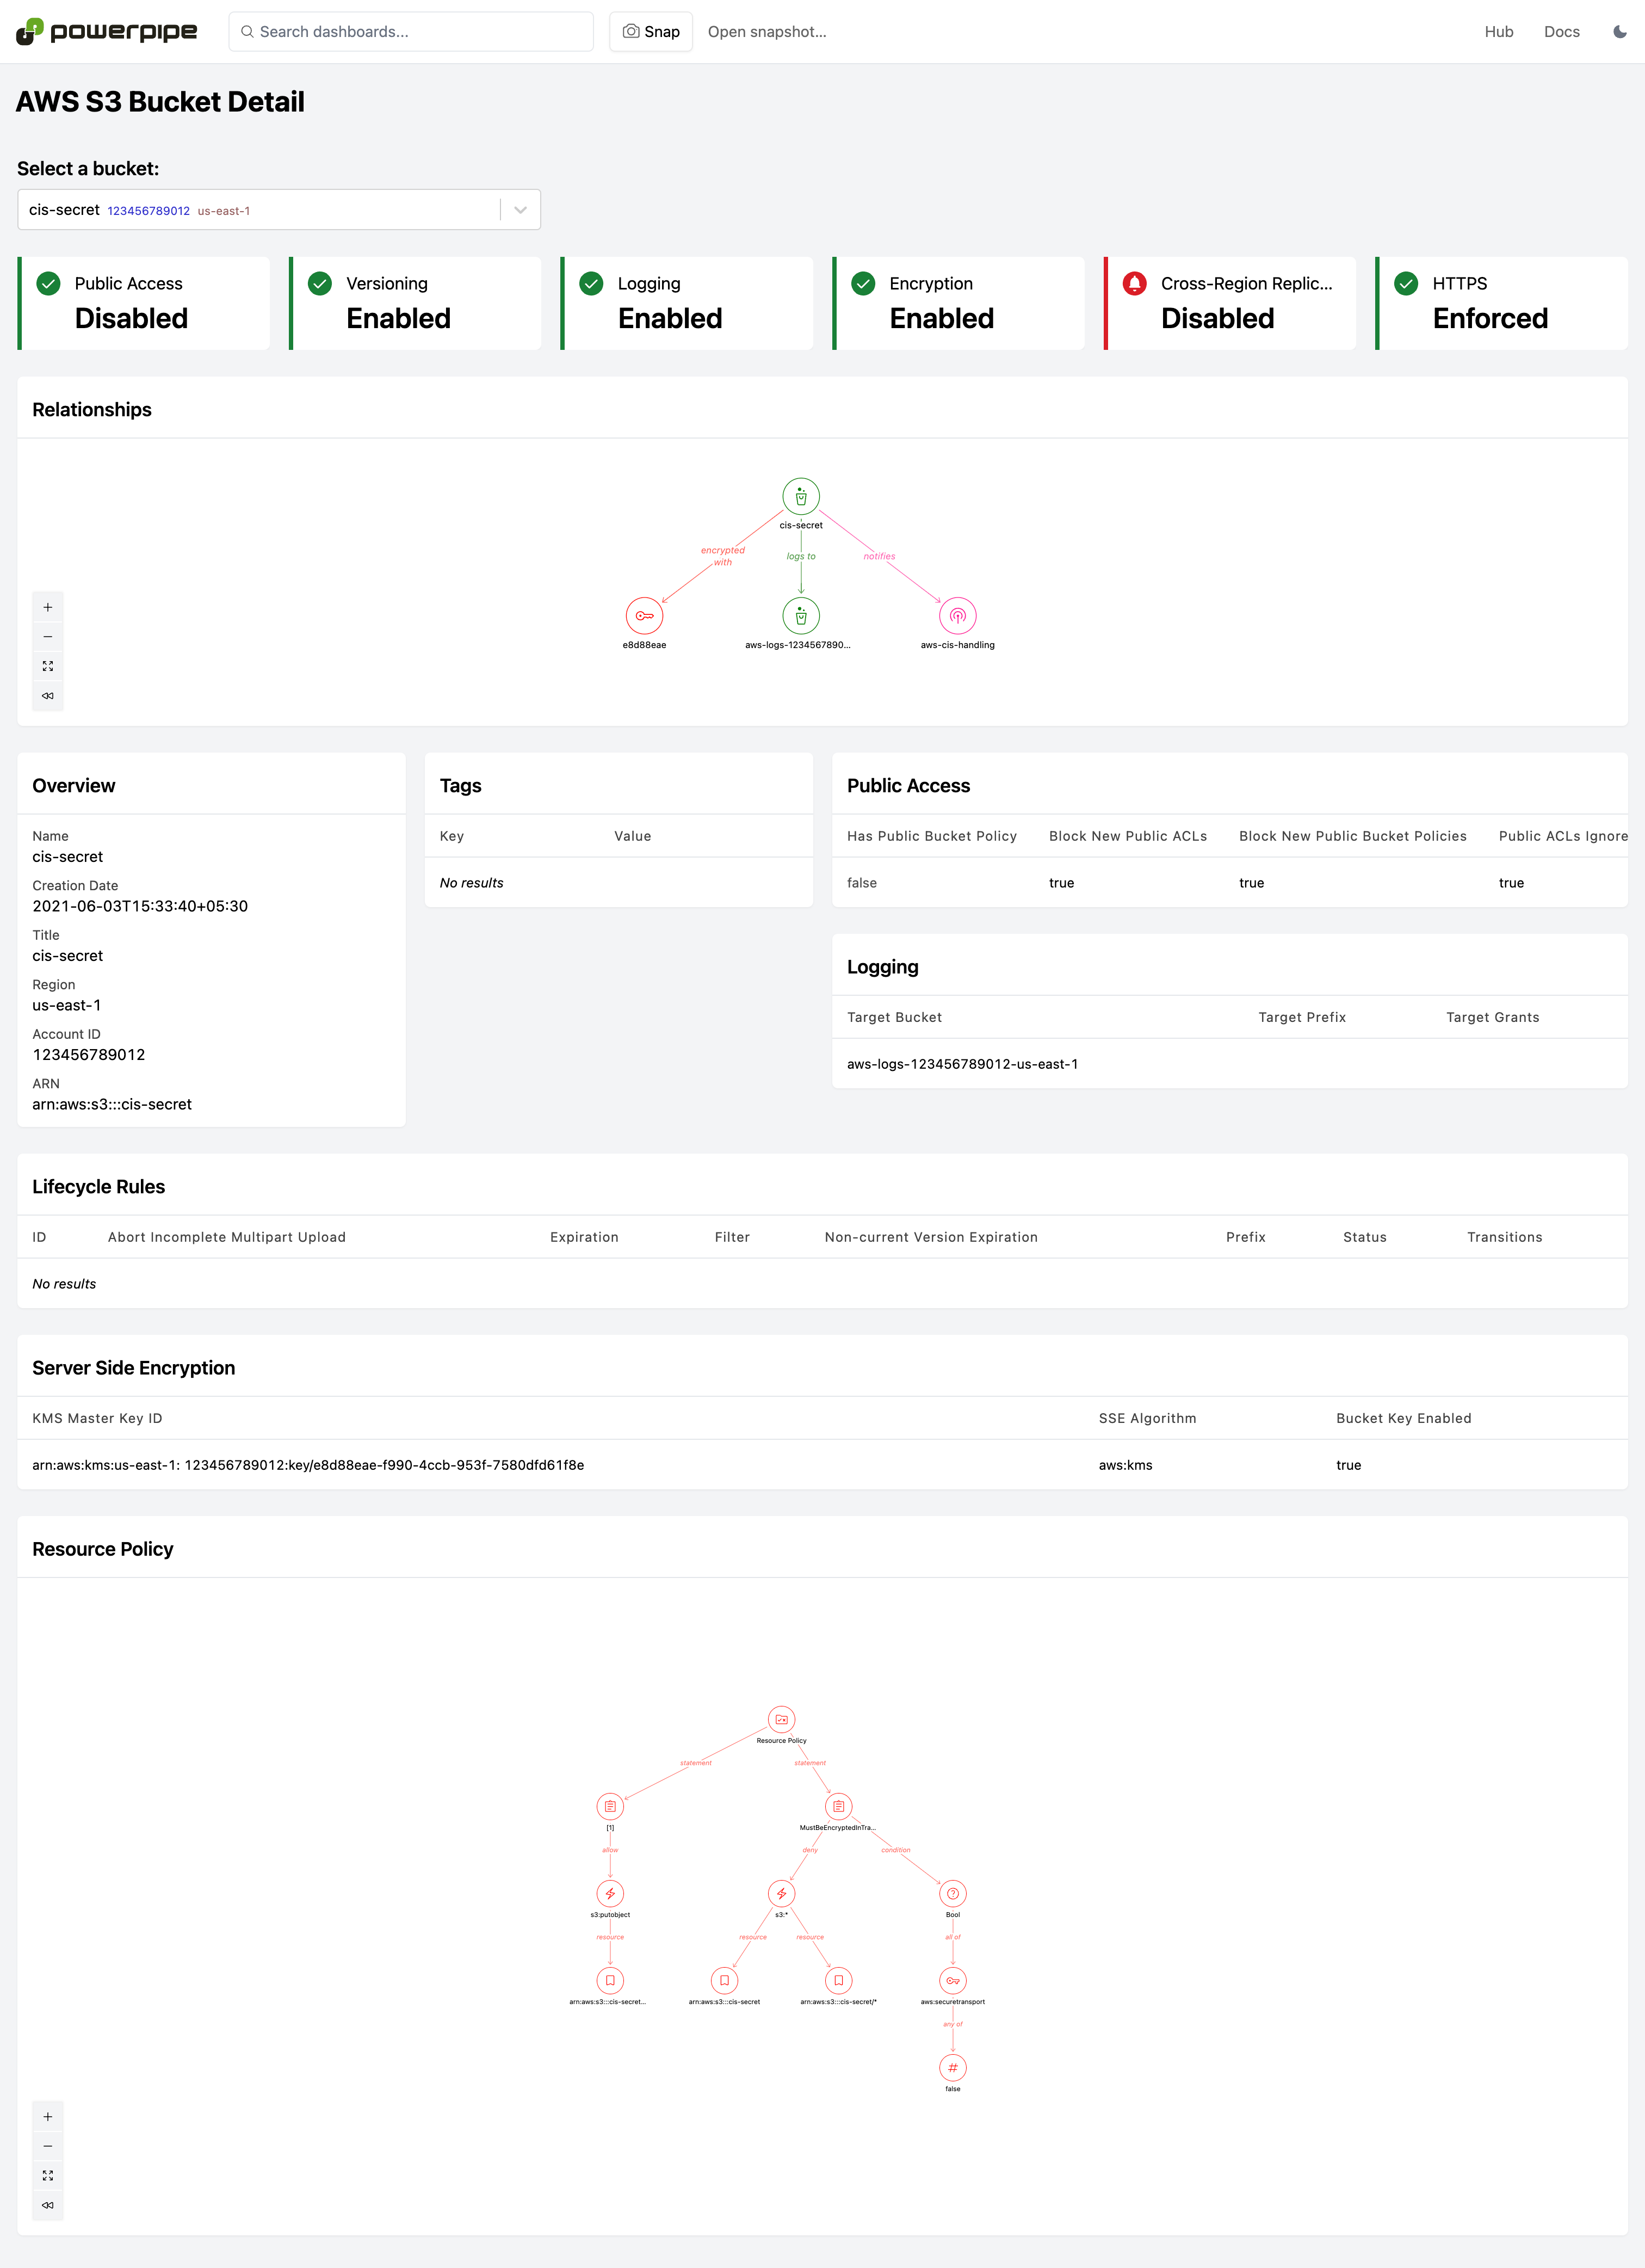 powerpipe Search dashboards... Snap Open snapshot... Hub Docs
AWS S3 Bucket Detail
Select a bucket:
cis-secret 123456789012 us-east-1
Public Access
Disabled
Versioning
Enabled
Logging
Enabled
Encryption
Enabled
Cross-Region Replic...
Disabled
HTTPS
Enforced
Relationships
cis-secret
encrypted
with
logs to
notifies
e8d88eae
aws-logs-1234567890...
aws-cis-handling
Overview
Name
cis-secret
Creation Date
2021-06-03T15:33:40+05:30
Title
cis-secret
Region
us-east-1
Account ID
123456789012
ARN
arn:aws:s3:::cis-secret
Tags
Key Value
No results
Public Access
Has Public Bucket Policy Block New Public ACLs Block New Public Bucket Policies Public ACLs Ignore
false true true true
Logging
Target Bucket Target Prefix Target Grants
aws-logs-123456789012-us-east-1
Lifecycle Rules
ID Abort Incomplete Multipart Upload Expiration Filter Non-current Version Expiration Prefix Status Transitions
No results
Server Side Encryption
KMS Master Key ID SSE Algorithm Bucket Key Enabled
arn:aws:kms:us-east-1: 123456789012:key/e8d88eae-f990-4ccb-953f-7580dfd61f8e aws:kms true
Resource Policy
Resource Policy
statement statement
[1] MustBeEncryptedInTra...
allow deny condition
s3:putobject s3:* Bool
resource resource resource all of
arn:aws:s3:::cis-secret... arn:aws:s3:::cis-secret arn:aws:s3:::cis-secret/* aws:securetransport
any of
#
false